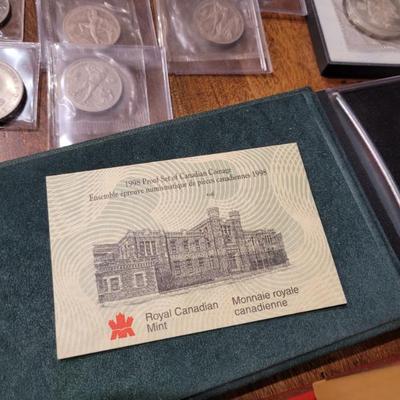 1998 Proof Set of Canadian Coinage
Ensemble épreuve numismatique de pièces canadiennes 1998
Royal Canadian
Mint
Monnaie royale
canadienne